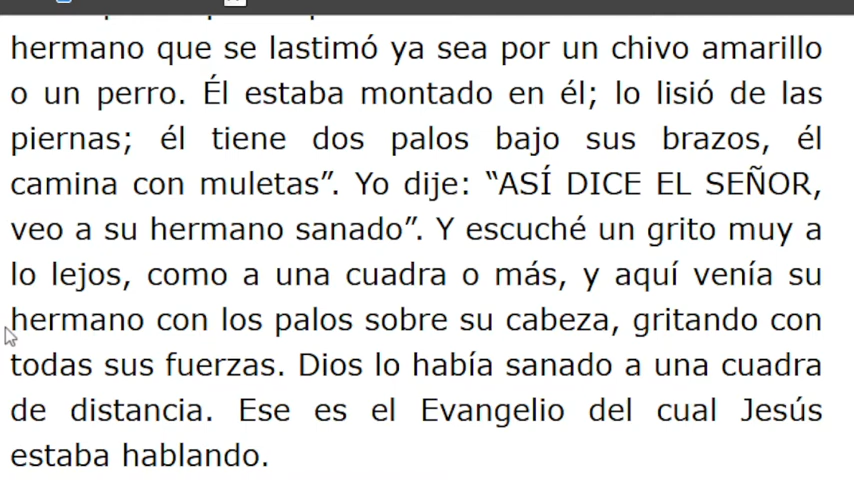 hermano que se lastimó ya sea por un chivo amarillo
o un perro. Él estaba montado en él; lo lisió de las
piernas; él tiene dos palos bajo sus brazos, él
camina con muletas”. Yo dije: “ASÍ DICE EL SEÑOR,
veo a su hermano sanado”. Y escuché un grito muy a
lo lejos, como a una cuadra o más, y aquí venía su
hermano con los palos sobre su cabeza, gritando con
todas sus fuerzas. Dios lo había sanado a una cuadra
de distancia. Ese es el Evangelio del cual Jesús
estaba hablando.